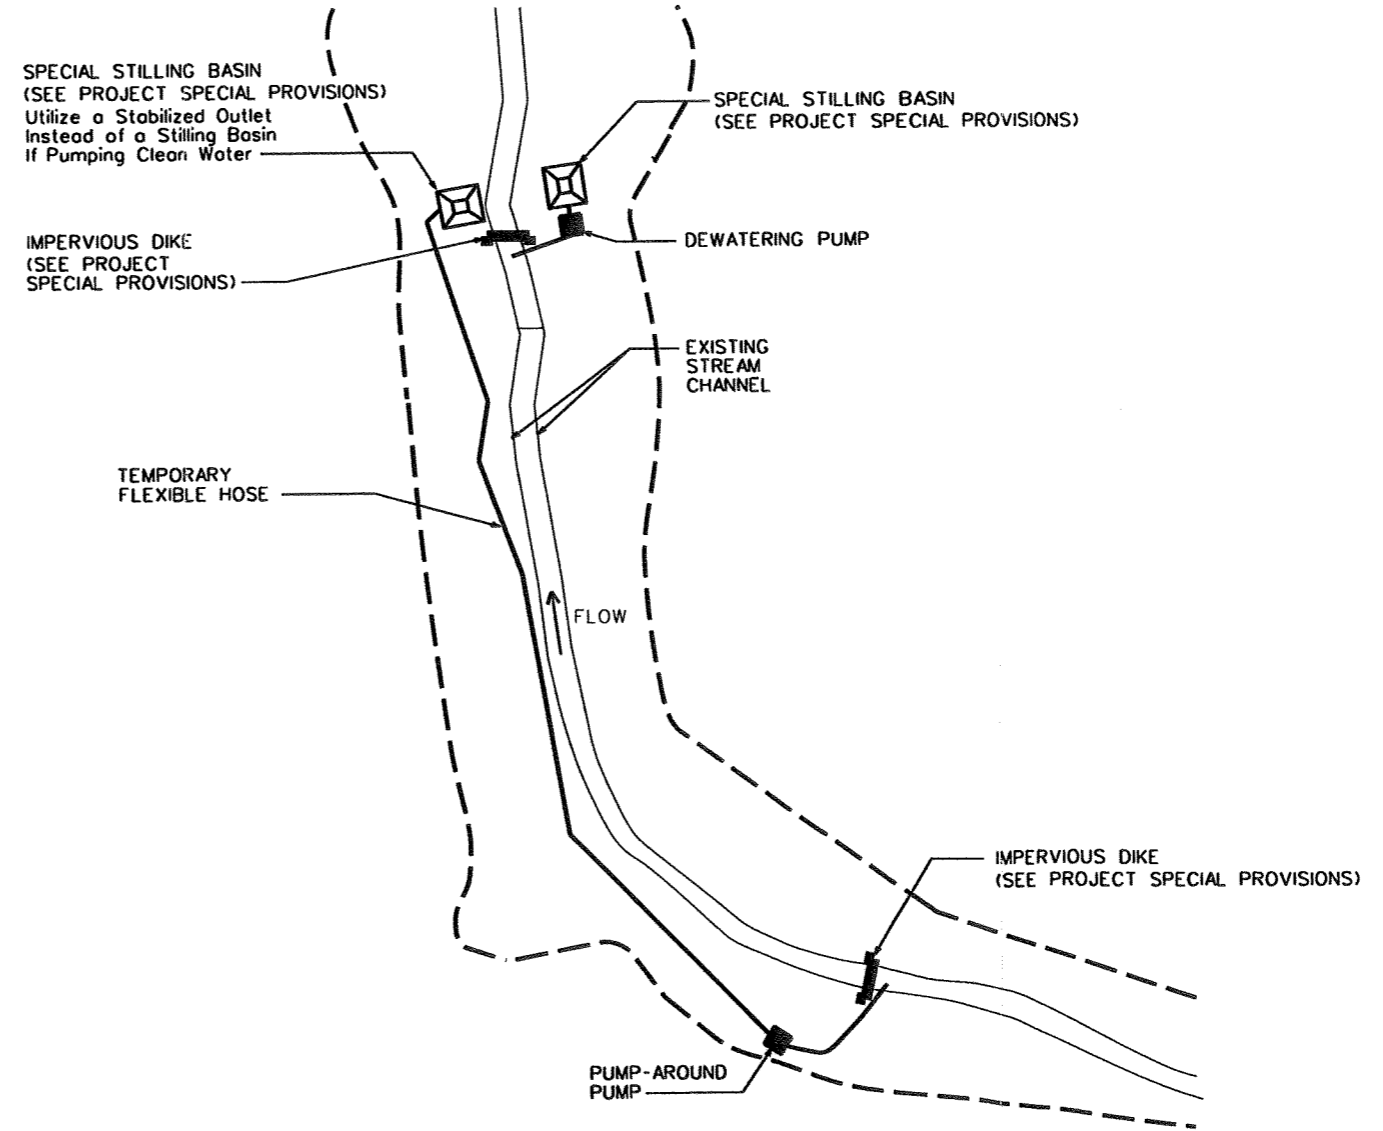 SPECIAL STILLING BASIN
(SEE PROJECT SPECIAL PROVISIONS)
Utilize a Stabilized Outlet
Instead of a Stilling Basin
If Pumping Clean Water
SPECIAL STILLING BASIN
(SEE PROJECT SPECIAL PROVISIONS)
IMPERVIOUS DIKE
(SEE PROJECT
SPECIAL PROVISIONS)
DEWATERING PUMP
EXISTING
STREAM
CHANNEL
TEMPORARY
FLEXIBLE HOSE
FLOW
IMPERVIOUS DIKE
(SEE PROJECT SPECIAL PROVISIONS)
PUMP-AROUND
PUMP